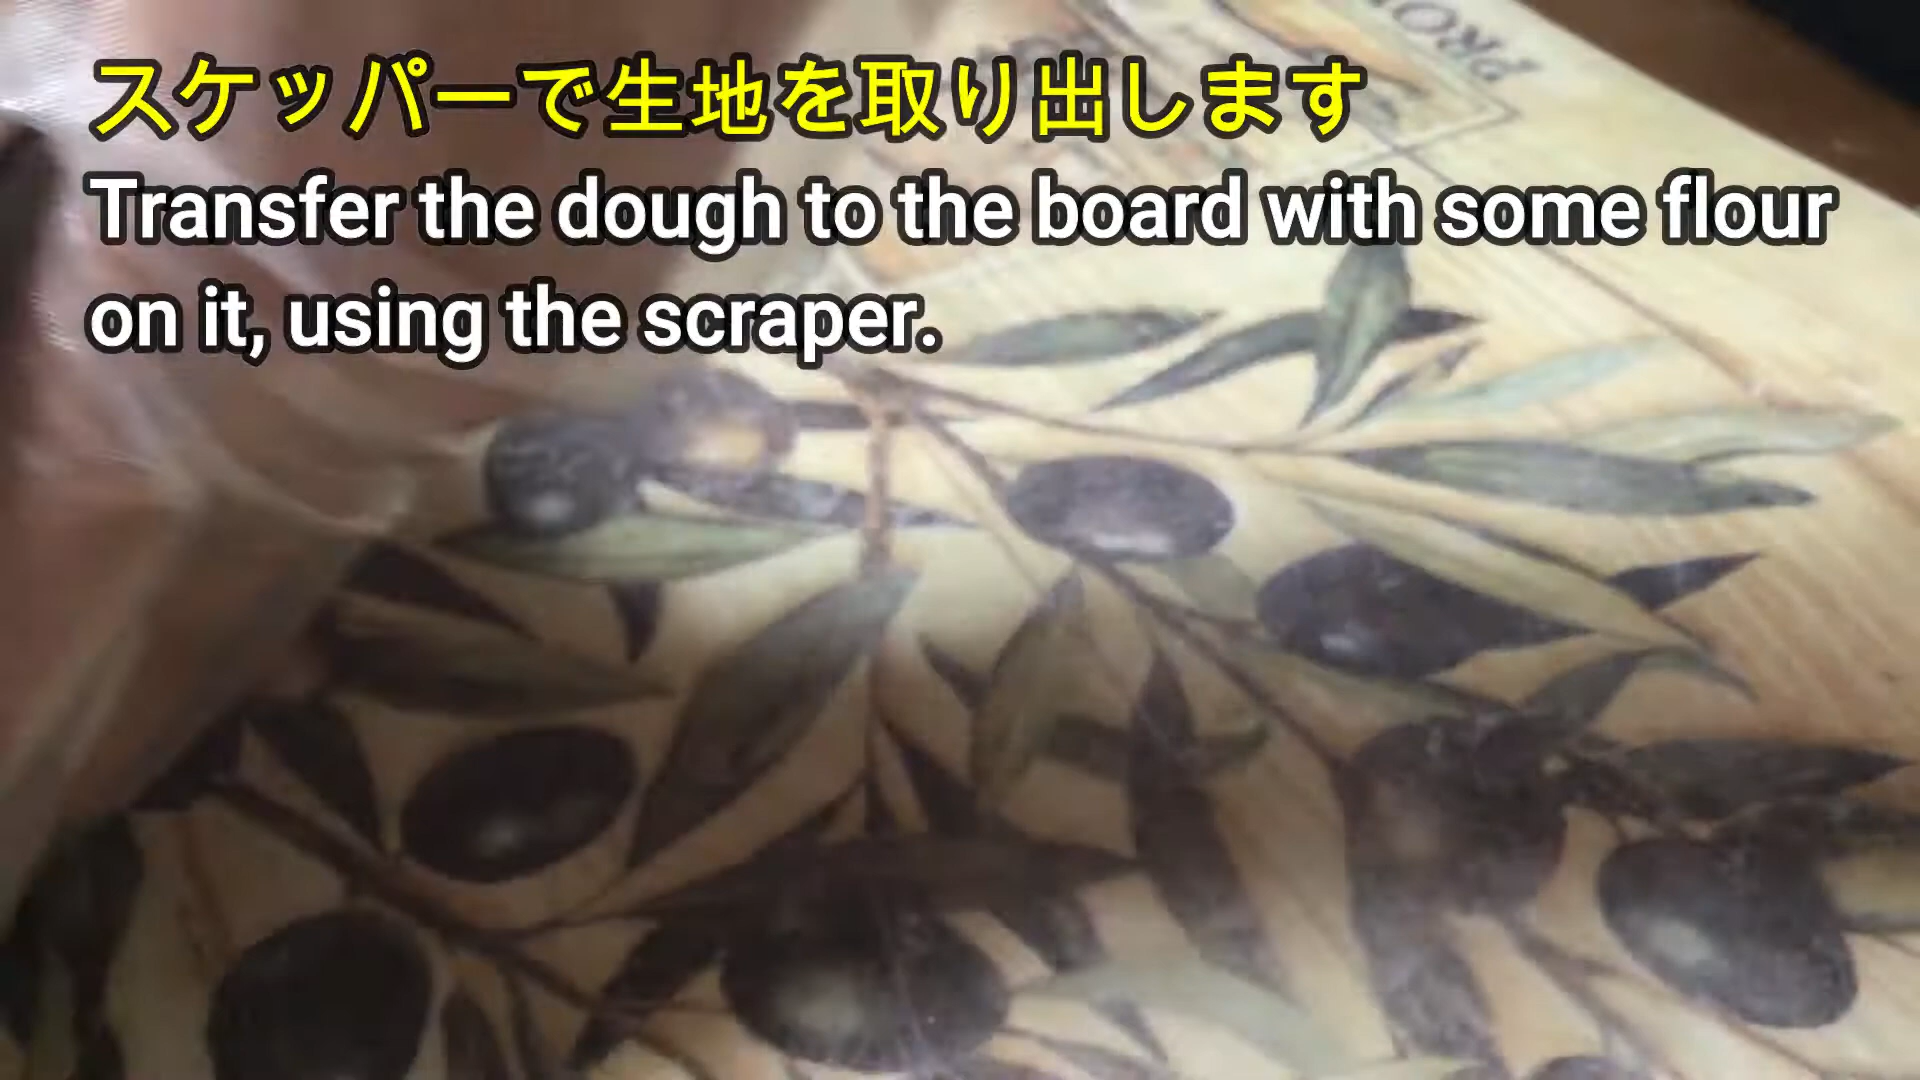 スケッパーで生地を取り出します
Transfer the dough to the board with some flour
on it, using the scraper.